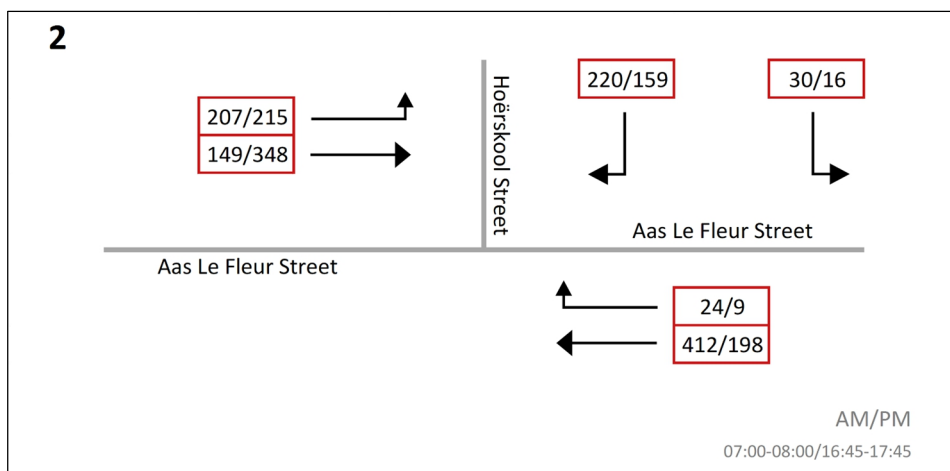 2
207/215
149/348
Hoërskool Street
220/159
30/16
Aas Le Fleur Street
Aas Le Fleur Street
24/9
412/198
AM/PM
07:00-08:00/16:45-17:45